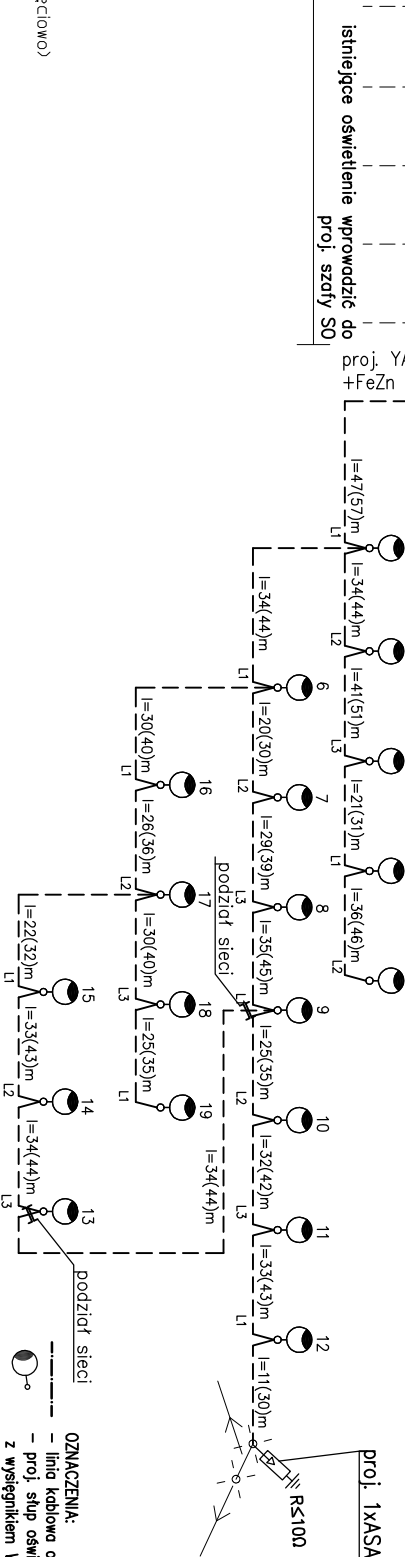 istniejące oświetlenie wprowadzić do
proj. szafy SO
proj. YA
+FeZn
l=47(57)m
L1
l=34(44)m
L2
l=41(51)m
L3
l=21(31)m
L1
l=36(46)m
L2
l=34(44)m
L1
6
l=20(30)m
L2
7
l=29(39)m
L3
8
l=35(45)m
9
l=25(35)m
L2
10
l=32(42)m
L3
11
l=33(43)m
L1
12
l=11(30)m
podział sieci
l=30(40)m
L1
16
l=26(36)m
L2
17
l=30(40)m
L3
18
l=25(35)m
L1
19
l=34(44)m
l=22(32)m
L1
15
l=33(43)m
L2
14
l=34(44)m
L3
13
podział sieci
proj. 1xASA
R≤10Ω
ęciowo)
OZNACZENIA:
- linia kablowa o
- proj. słup ośw
z wysięgnikiem